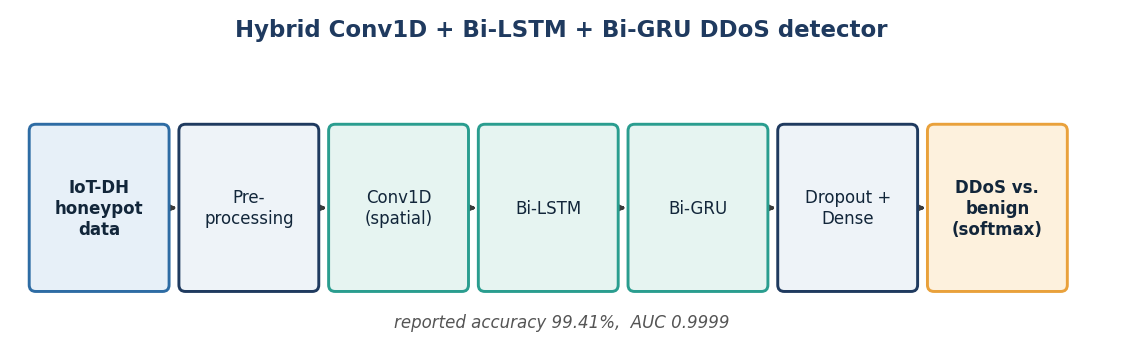 Hybrid Conv1D + Bi-LSTM + Bi-GRU DDoS detector
IoT-DH
honeypot
data
Pre-
processing
Conv1D
(spatial)
Bi-LSTM
Bi-GRU
Dropout +
Dense
DDoS vs.
benign
(softmax)
reported accuracy 99.41%,  AUC 0.9999